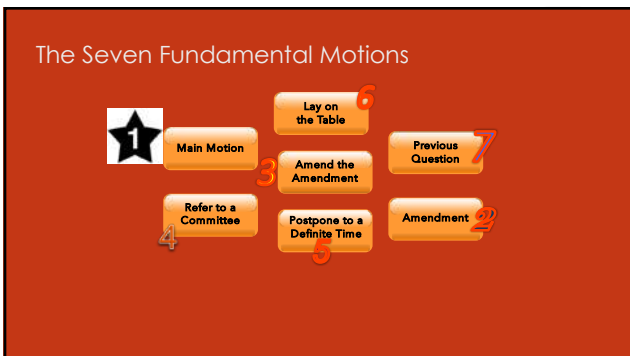 The Seven Fundamental Motions
6
Lay on
the Table
1
Main Motion
7
Previous
Question
3
Amend the
Amendment
Refer to a
Committee
4
Postpone to a
Definite Time
5
Amendment
2